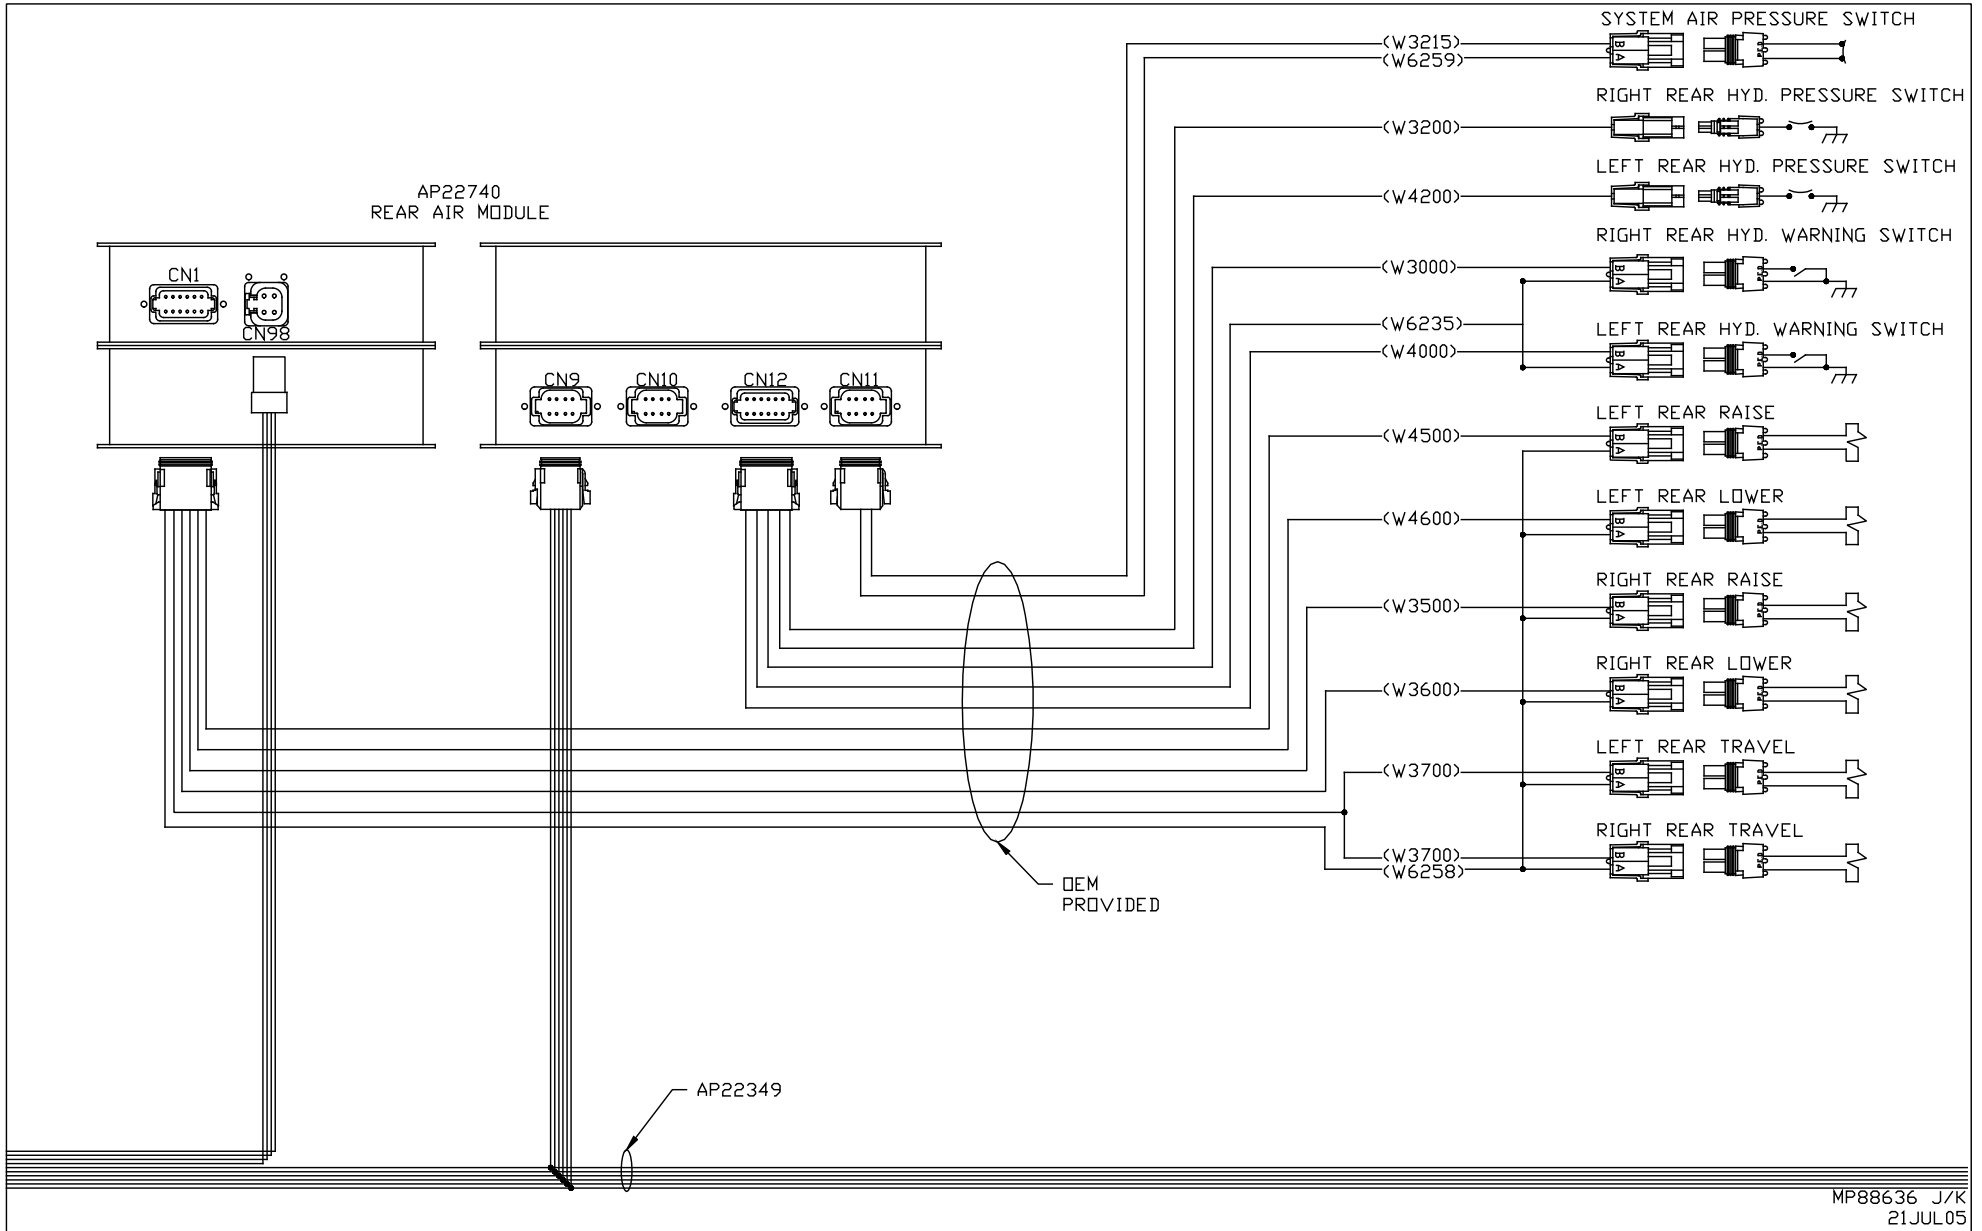 SYSTEM AIR PRESSURE SWITCH
(W3215)
(W6259)
B
A
RIGHT REAR HYD. PRESSURE SWITCH
(W3200)
LEFT REAR HYD. PRESSURE SWITCH
(W4200)
AP22740
REAR AIR MODULE
RIGHT REAR HYD. WARNING SWITCH
(W3000)
B
A
CN1
CN98
(W6235)
LEFT REAR HYD. WARNING SWITCH
(W4000)
B
A
CN9
CN10
CN12
CN11
LEFT REAR RAISE
(W4500)
B
A
LEFT REAR LOWER
(W4600)
B
A
RIGHT REAR RAISE
(W3500)
B
A
RIGHT REAR LOWER
(W3600)
B
A
LEFT REAR TRAVEL
(W3700)
B
A
RIGHT REAR TRAVEL
(W3700)
(W6258)
B
A
OEM
PROVIDED
AP22349
MP88636 J/K
21JUL05